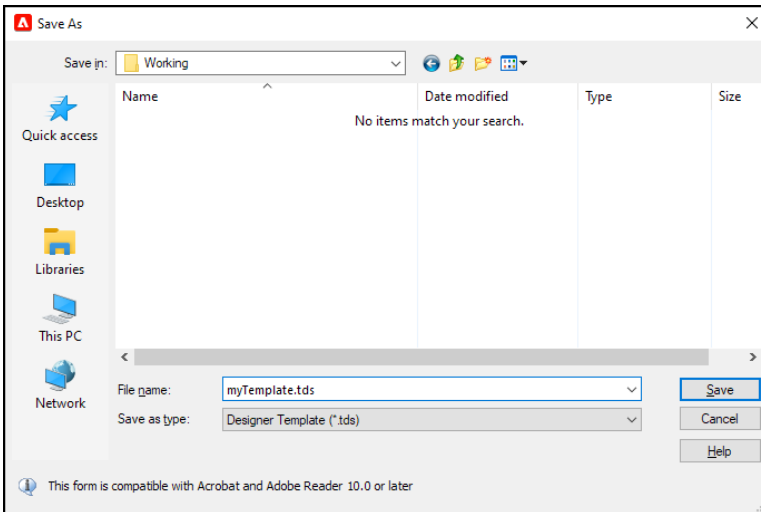 Save As
Save in: Working
Name Date modified Type Size
No items match your search.
Quick access
Desktop
Libraries
This PC
Network
File name: myTemplate.tds Save
Save as type: Designer Template (*.tds) Cancel
Help
This form is compatible with Acrobat and Adobe Reader 10.0 or later